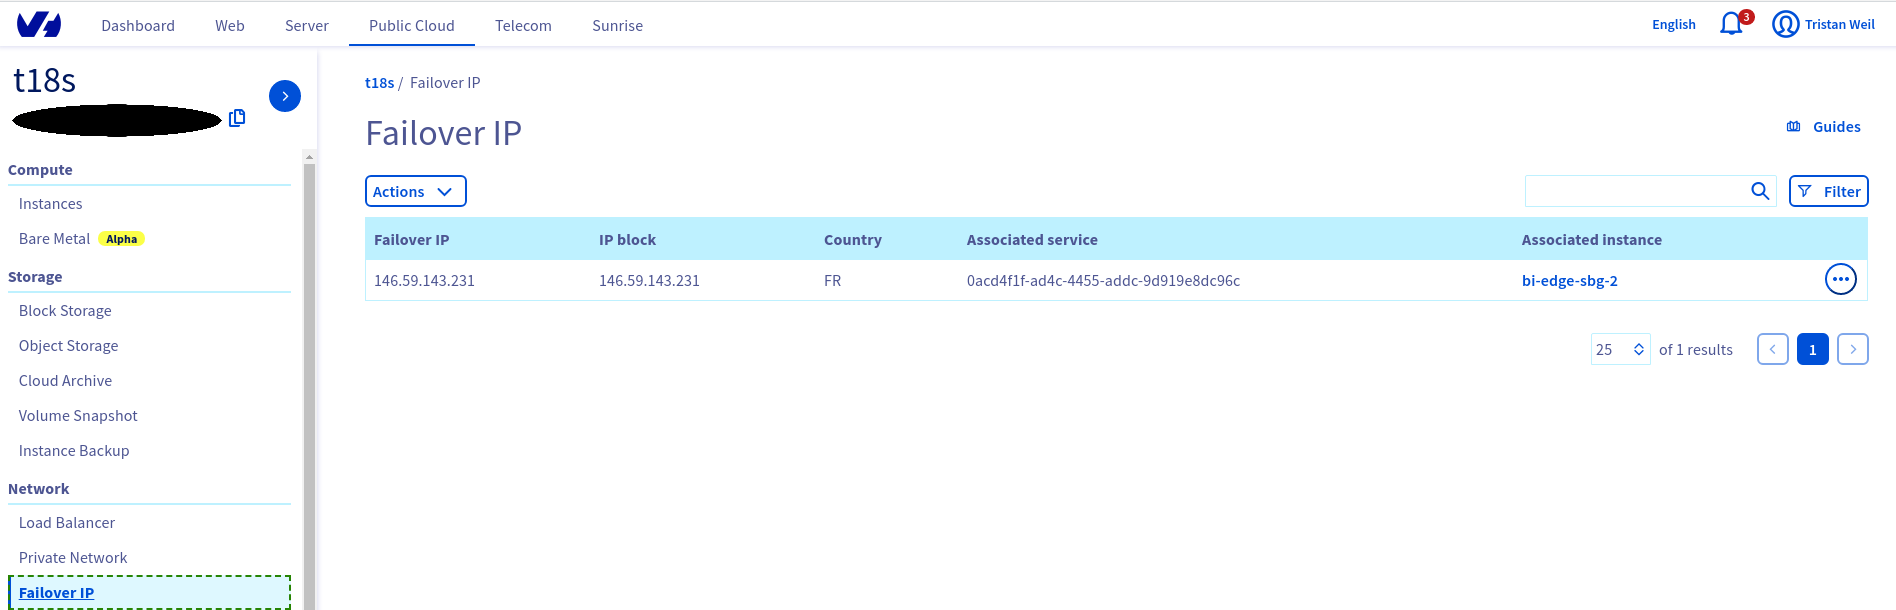 Dashboard Web Server Public Cloud Telecom Sunrise English 3 Tristan Weil
t18s
Compute
Instances
Bare Metal Alpha
Storage
Block Storage
Object Storage
Cloud Archive
Volume Snapshot
Instance Backup
Network
Load Balancer
Private Network
Failover IP
t18s / Failover IP
Failover IP
Guides
Actions
Filter
Failover IP IP block Country Associated service Associated instance
146.59.143.231 146.59.143.231 FR 0acd4f1f-ad4c-4455-addc-9d919e8dc96c bi-edge-sbg-2
25 of 1 results 1